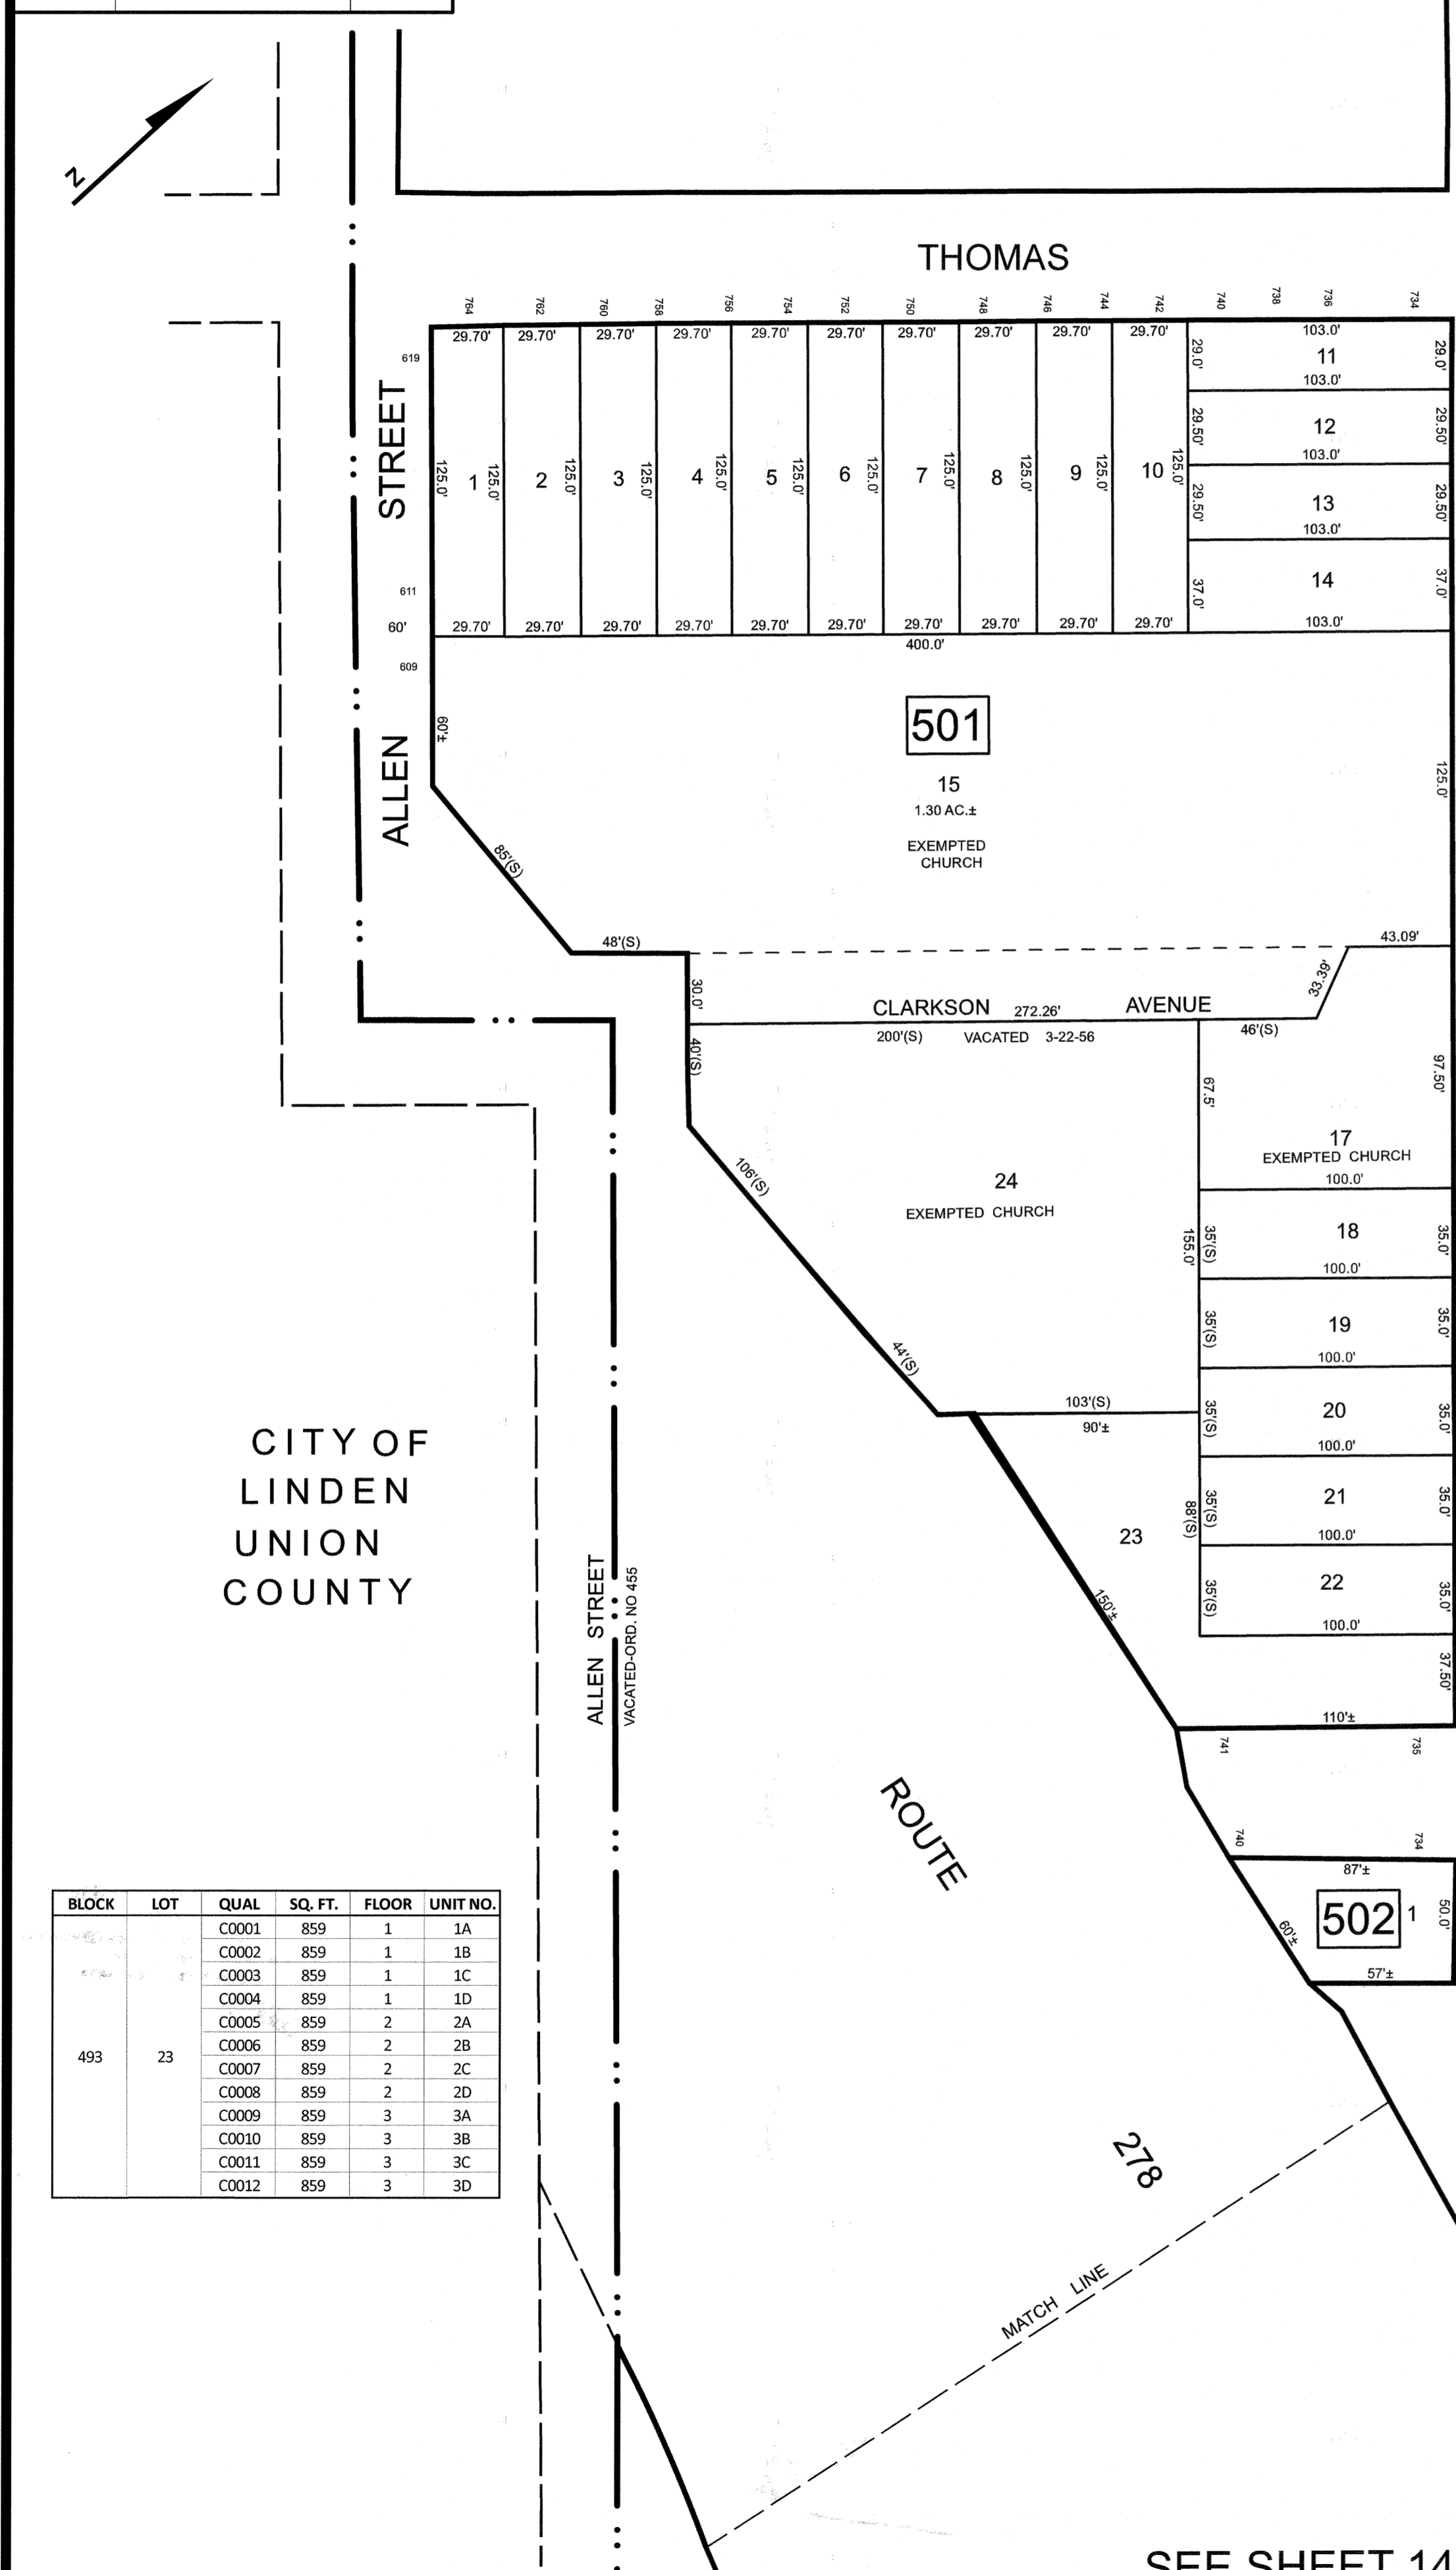 N
THOMAS
764 762 760 758 756 754 752 750 748 746 744 742 740 738 736 734
29.70' 29.70' 29.70' 29.70' 29.70' 29.70' 29.70' 29.70' 29.70' 29.70' 103.0'
619
29.0' 11 29.0'
103.0'
29.50' 12 29.50'
103.0'
125.0' 1 125.0' 2 125.0' 3 125.0' 4 125.0' 5 125.0' 6 125.0' 7 125.0' 8 125.0' 9 125.0' 10 125.0'
29.50' 13 29.50'
103.0'
37.0' 14 37.0'
611
60'
29.70' 29.70' 29.70' 29.70' 29.70' 29.70' 29.70' 29.70' 29.70' 29.70' 103.0'
400.0'
609
ALLEN STREET
60'±
501
15
1.30 AC.±
EXEMPTED
CHURCH
125.0'
85'(S)
48'(S)
43.09'
33.39'
30.0'
CLARKSON 272.26' AVENUE
200'(S) VACATED 3-22-56
46'(S)
40'(S)
67.5'
97.50'
17
EXEMPTED CHURCH
100.0'
106'(S)
24
EXEMPTED CHURCH
155.0'
35'(S) 18 35.0'
100.0'
35'(S) 19 35.0'
100.0'
44'(S)
103'(S)
90'±
35'(S) 20 35.0'
100.0'
88'(S)
35'(S) 21 35.0'
100.0'
23
150'±
35'(S) 22 35.0'
100.0'
37.50'
110'±
741 735
CITY OF
LINDEN
UNION
COUNTY
ALLEN STREET
VACATED-ORD. NO 455
ROUTE
278
740 734
87'±
502 1 50.0'
60'±
57'±
BLOCK LOT QUAL SQ. FT. FLOOR UNIT NO.
C0001 859 1 1A
C0002 859 1 1B
C0003 859 1 1C
C0004 859 1 1D
C0005 859 2 2A
C0006 859 2 2B
493 23
C0007 859 2 2C
C0008 859 2 2D
C0009 859 3 3A
C0010 859 3 3B
C0011 859 3 3C
C0012 859 3 3D
MATCH LINE
SEE SHEET 14